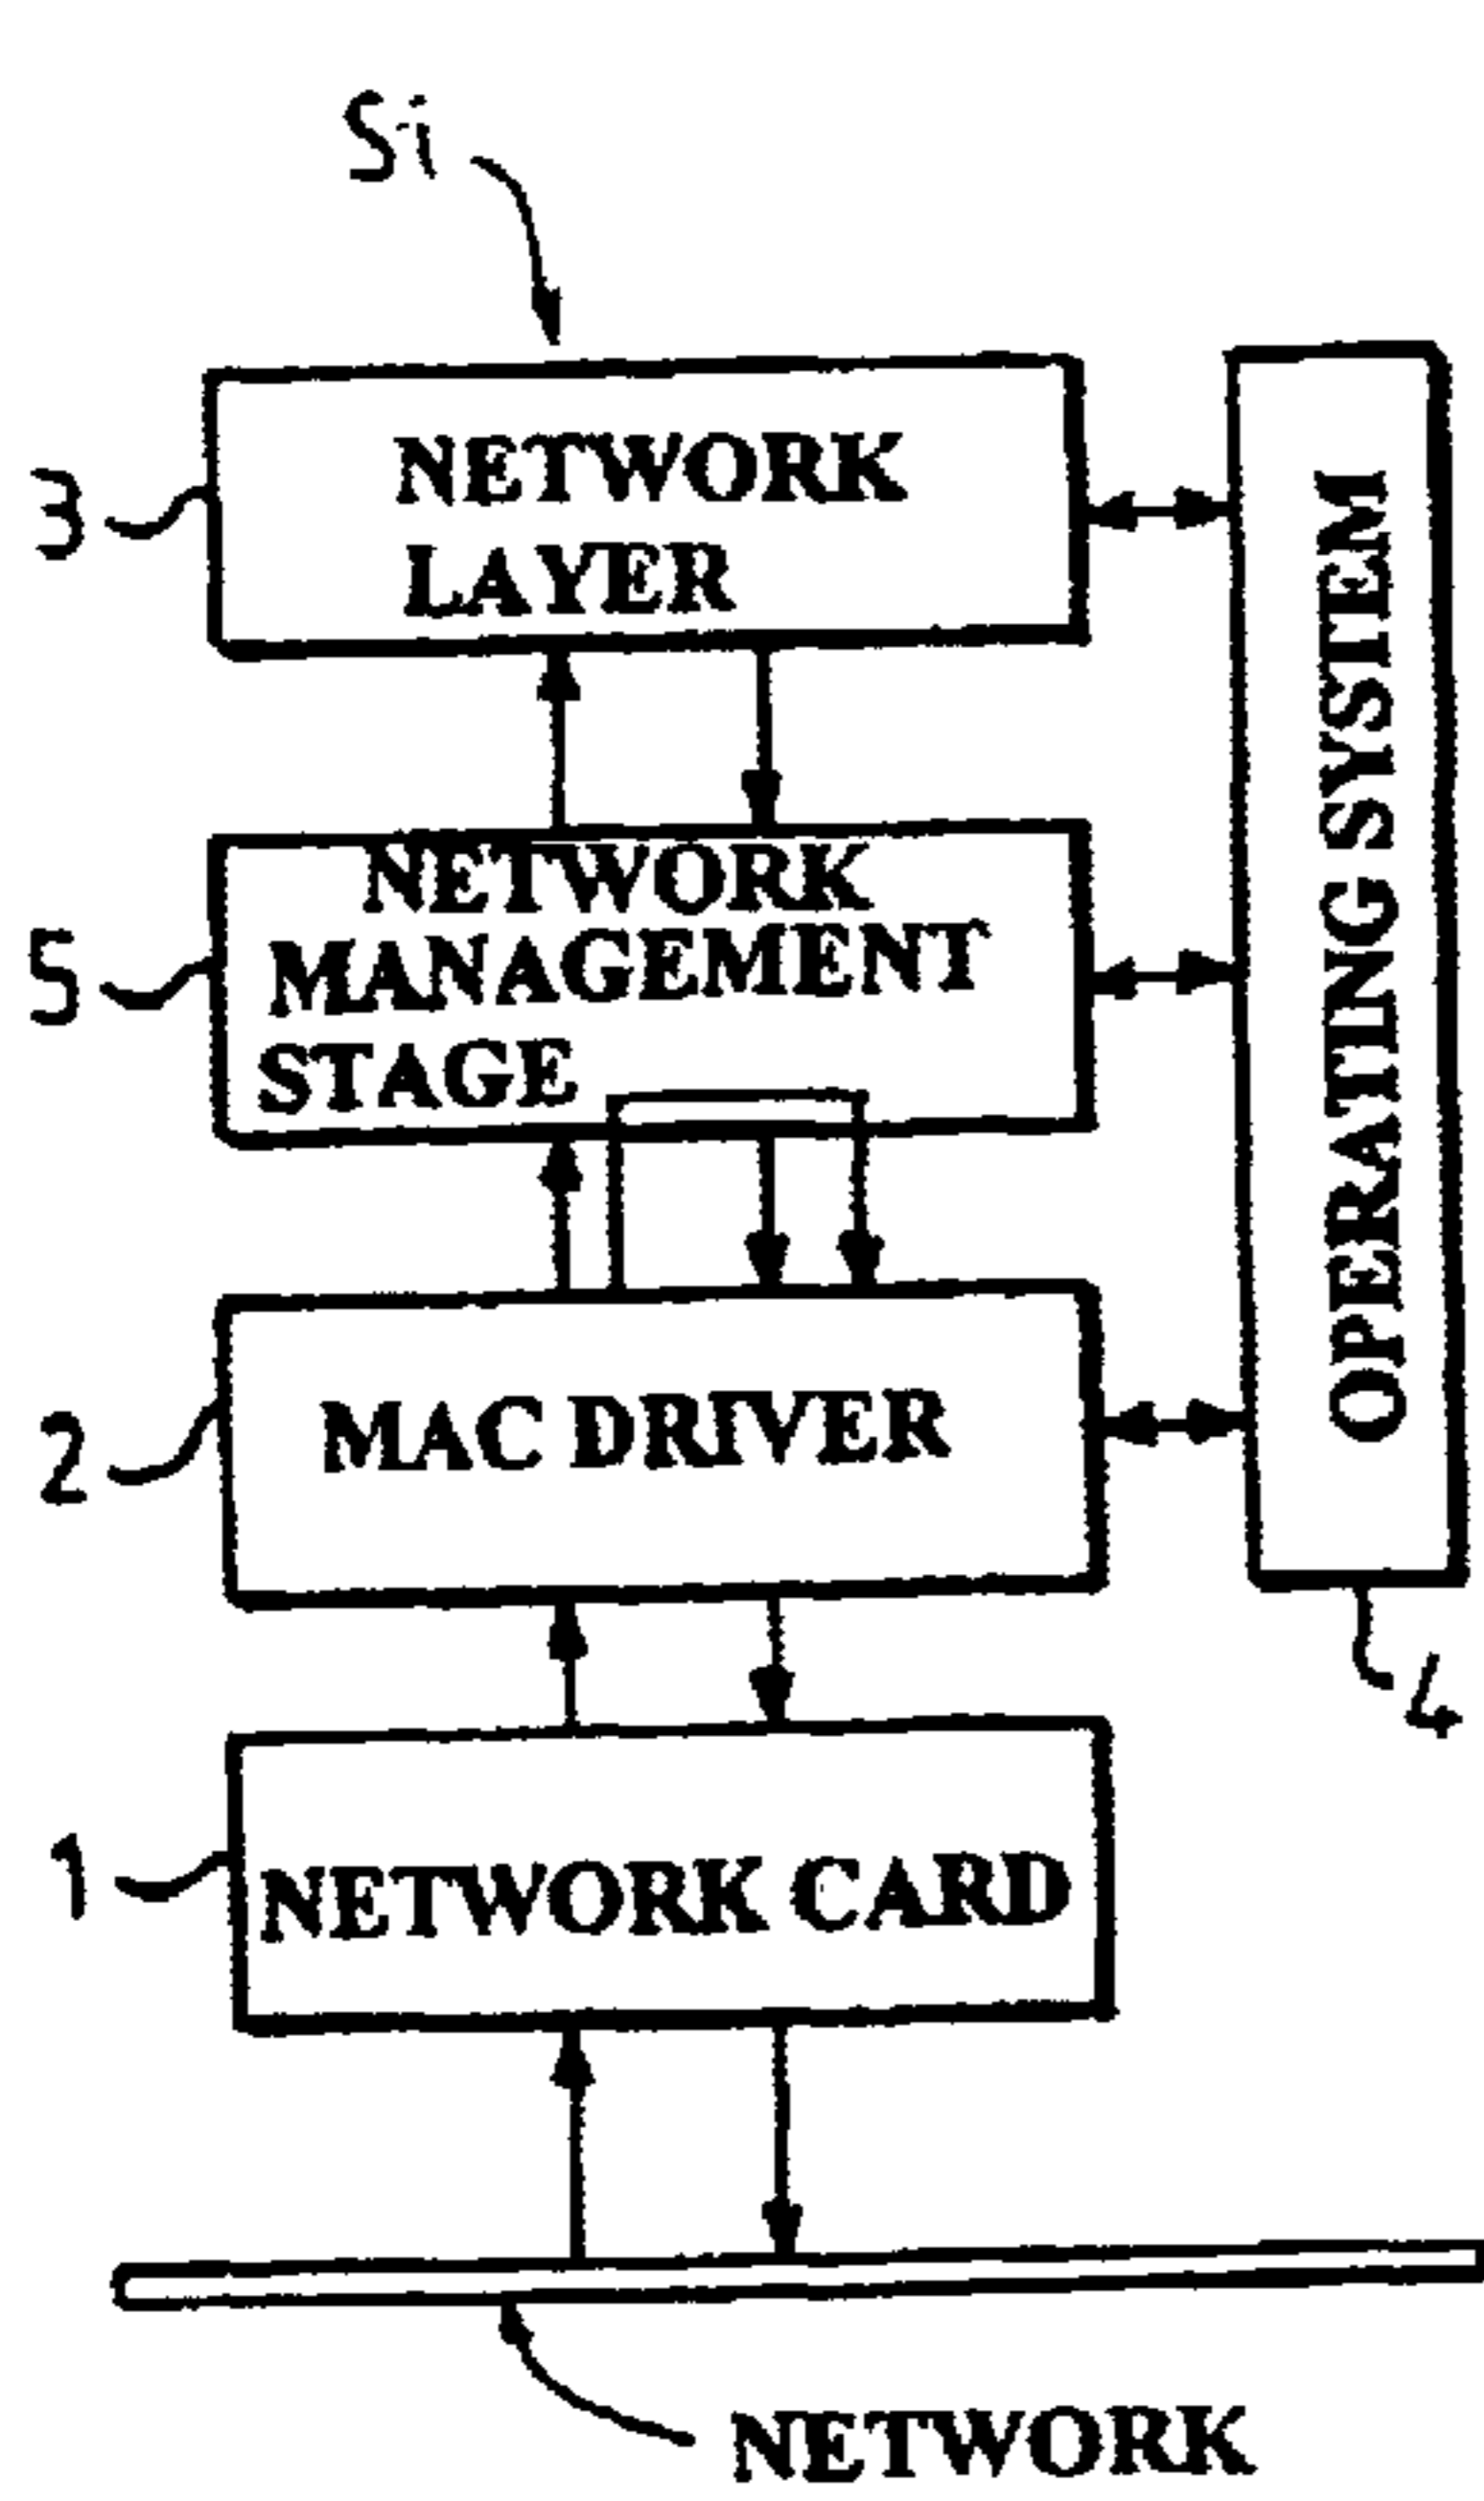 Si
3
NETWORK
LAYER
5
NETWORK
MANAGEMENT
STAGE
2
MAC DRIVER
1
NETWORK CARD
OPERATING SYSTEM
4
NETWORK